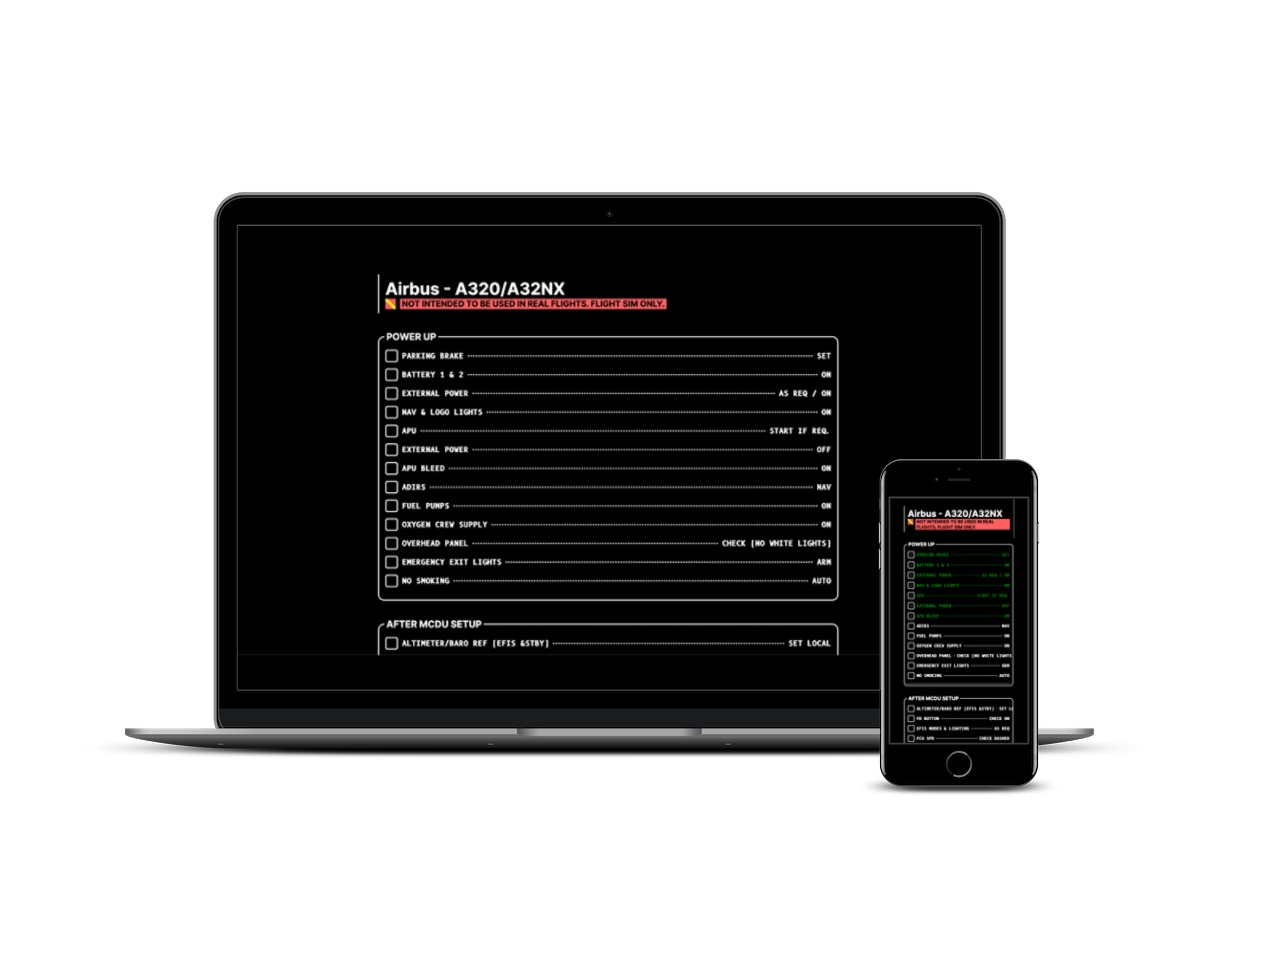 Airbus - A320/A32NX
NOT INTENDED TO BE USED IN REAL FLIGHTS. FLIGHT SIM ONLY.
POWER UP
PARKING BRAKE SET
BATTERY 1 & 2 ON
EXTERNAL POWER AS REQ / ON
NAV & LOGO LIGHTS ON
APU START IF REQ.
EXTERNAL POWER OFF
APU BLEED ON
ADIRS NAV
FUEL PUMPS ON
OXYGEN CREW SUPPLY ON
OVERHEAD PANEL CHECK [NO WHITE LIGHTS]
EMERGENCY EXIT LIGHTS ARM
NO SMOKING AUTO
AFTER MCDU SETUP
ALTIMETER/BARO REF [EFIS &STBY] SET LOCAL
Airbus - A320/A32NX
NOT INTENDED TO BE USED IN REAL
FLIGHTS. FLIGHT SIM ONLY.
POWER UP
PARKING BRAKE SET
BATTERY 1 & 2 ON
EXTERNAL POWER AS REQ / ON
NAV & LOGO LIGHTS ON
APU START IF REQ.
EXTERNAL POWER OFF
APU BLEED ON
ADIRS NAV
FUEL PUMPS ON
OXYGEN CREW SUPPLY ON
OVERHEAD PANEL - CHECK [NO WHITE LIGHTS
EMERGENCY EXIT LIGHTS ARM
NO SMOKING AUTO
AFTER MCDU SETUP
ALTIMETER/BARO REF [EFIS &STBY] - SET
FD BUTTON CHECK ON
EFIS MODES & LIGHTING AS REQ
FCU SPD CHECK DASHED